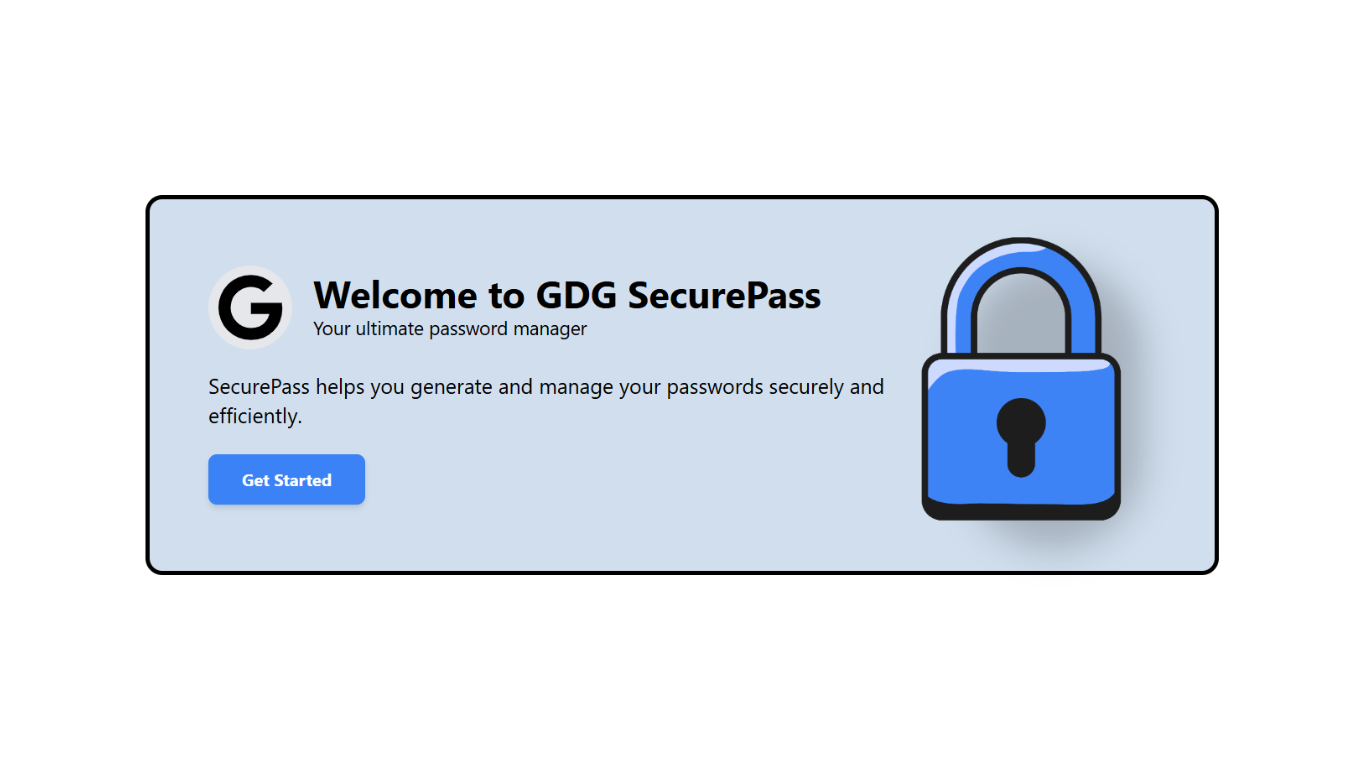 G
Welcome to GDG SecurePass
Your ultimate password manager
SecurePass helps you generate and manage your passwords securely and
efficiently.
Get Started